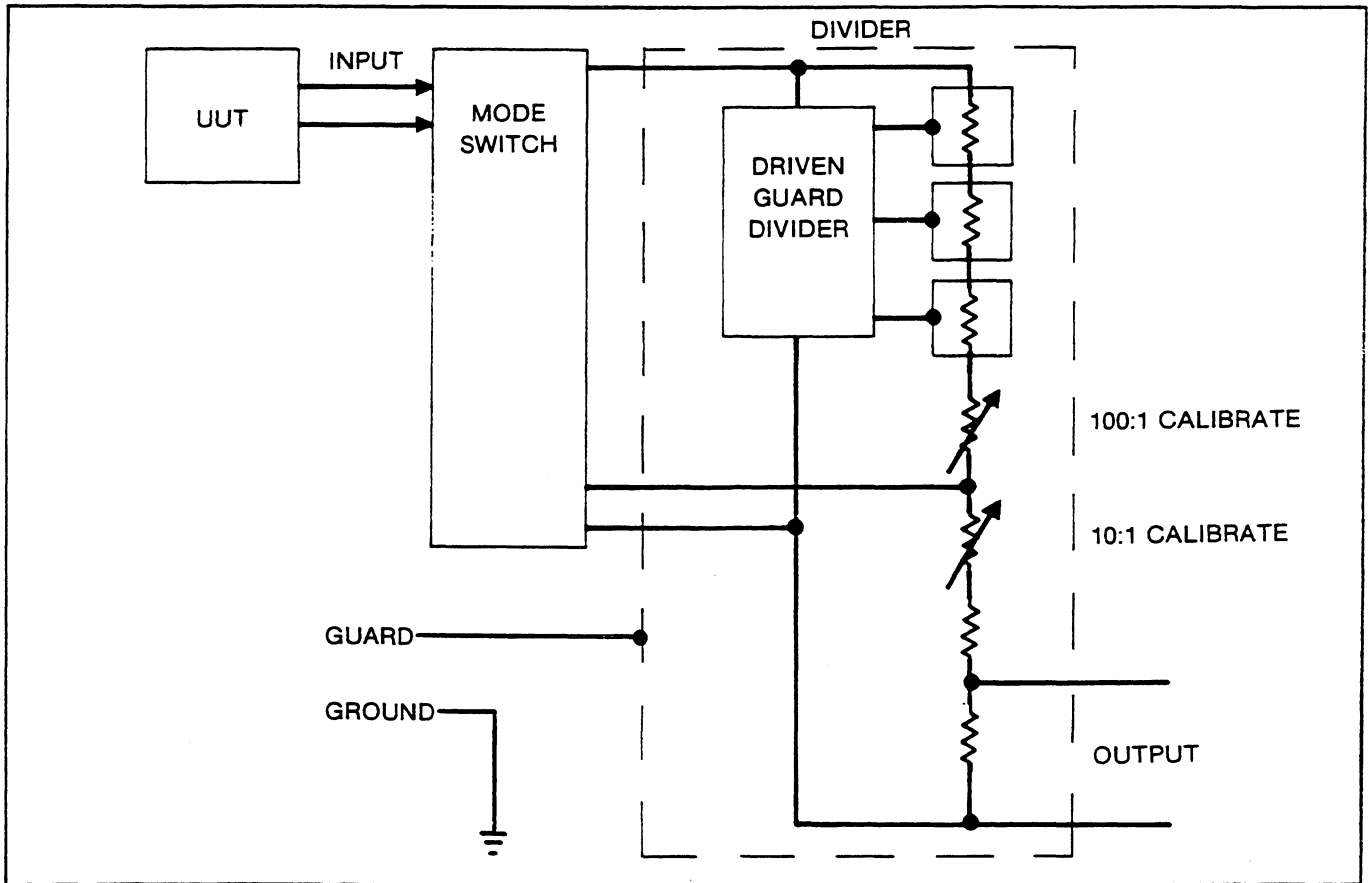 DIVIDER
INPUT
UUT
MODE
SWITCH
DRIVEN
GUARD
DIVIDER
100:1 CALIBRATE
10:1 CALIBRATE
GUARD
GROUND
OUTPUT